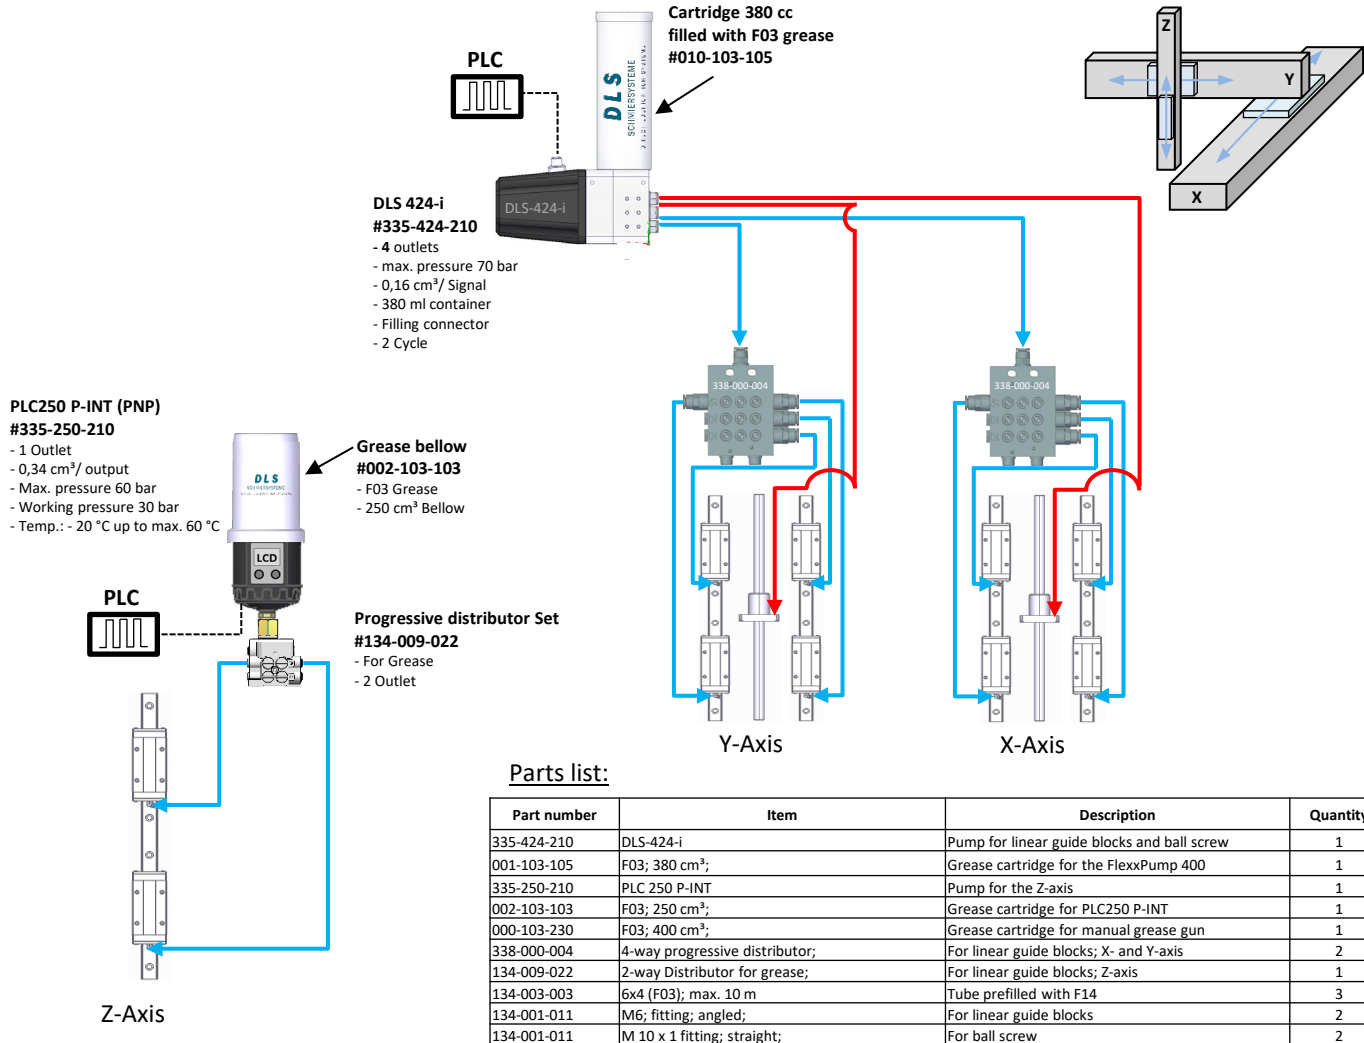 Cartridge 380 cc
filled with F03 grease
#010-103-105
PLC
DLS
SCHMIERSYSTEME
DLS-424-i
Z
Y
X
DLS 424-i
#335-424-210
- 4 outlets
- max. pressure 70 bar
- 0,16 cm³/ Signal
- 380 ml container
- Filling connector
- 2 Cycle
338-000-004
338-000-004
PLC250 P-INT (PNP)
#335-250-210
- 1 Outlet
- 0,34 cm³/ output
- Max. pressure 60 bar
- Working pressure 30 bar
- Temp.: - 20 °C up to max. 60 °C
DLS
SCHMIERSYSTEME
LCD
Grease bellow
#002-103-103
- F03 Grease
- 250 cm³ Bellow
PLC
Progressive distributor Set
#134-009-022
- For Grease
- 2 Outlet
Y-Axis
X-Axis
Z-Axis
Parts list:
Part number Item Description Quantity
335-424-210 DLS-424-i Pump for linear guide blocks and ball screw 1
001-103-105 F03; 380 cm³; Grease cartridge for the FlexxPump 400 1
335-250-210 PLC 250 P-INT Pump for the Z-axis 1
002-103-103 F03; 250 cm³; Grease cartridge for PLC250 P-INT 1
000-103-230 F03; 400 cm³; Grease cartridge for manual grease gun 1
338-000-004 4-way progressive distributor; For linear guide blocks; X- and Y-axis 2
134-009-022 2-way Distributor for grease; For linear guide blocks; Z-axis 1
134-003-003 6x4 (F03); max. 10 m Tube prefilled with F14 3
134-001-011 M6; fitting; angled; For linear guide blocks 2
134-001-011 M 10 x 1 fitting; straight; For ball screw 2